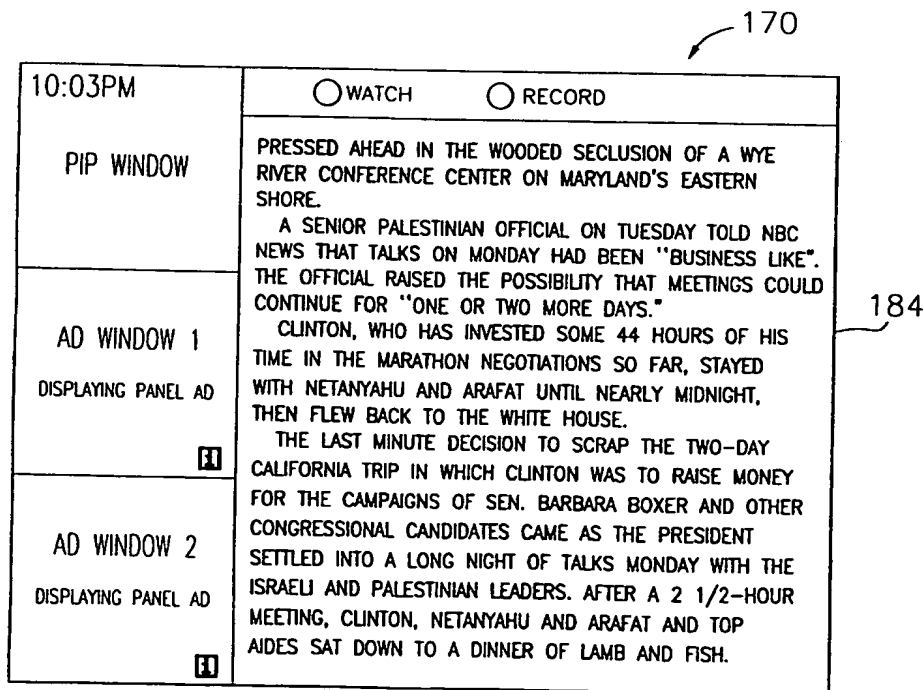 170
10:03PM
PIP WINDOW
AD WINDOW 1
DISPLAYING PANEL AD
i
AD WINDOW 2
DISPLAYING PANEL AD
i
WATCH RECORD
PRESSED AHEAD IN THE WOODED SECLUSION OF A WYE
RIVER CONFERENCE CENTER ON MARYLAND'S EASTERN
SHORE.
A SENIOR PALESTINIAN OFFICIAL ON TUESDAY TOLD NBC
NEWS THAT TALKS ON MONDAY HAD BEEN "BUSINESS LIKE".
THE OFFICIAL RAISED THE POSSIBILITY THAT MEETINGS COULD
CONTINUE FOR "ONE OR TWO MORE DAYS."
CLINTON, WHO HAS INVESTED SOME 44 HOURS OF HIS
TIME IN THE MARATHON NEGOTIATIONS SO FAR, STAYED
WITH NETANYAHU AND ARAFAT UNTIL NEARLY MIDNIGHT,
THEN FLEW BACK TO THE WHITE HOUSE.
THE LAST MINUTE DECISION TO SCRAP THE TWO-DAY
CALIFORNIA TRIP IN WHICH CLINTON WAS TO RAISE MONEY
FOR THE CAMPAIGNS OF SEN. BARBARA BOXER AND OTHER
CONGRESSIONAL CANDIDATES CAME AS THE PRESIDENT
SETTLED INTO A LONG NIGHT OF TALKS MONDAY WITH THE
ISRAELI AND PALESTINIAN LEADERS. AFTER A 2 1/2-HOUR
MEETING, CLINTON, NETANYAHU AND ARAFAT AND TOP
AIDES SAT DOWN TO A DINNER OF LAMB AND FISH.
184